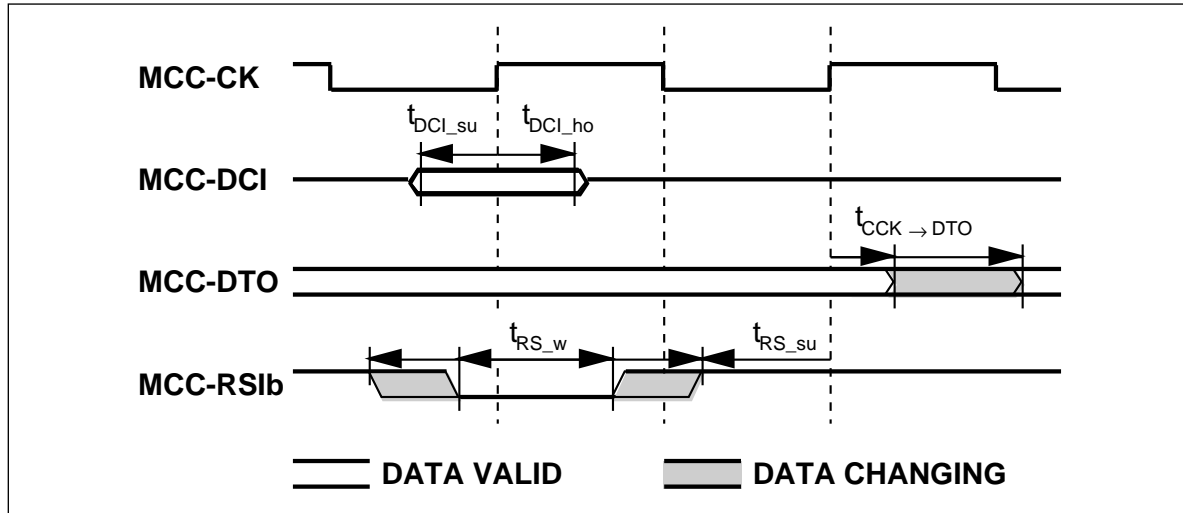 MCC-CK
tDCI_su tDCI_ho
MCC-DCI
tCCK → DTO
MCC-DTO
tRS_w tRS_su
MCC-RSIb
DATA VALID DATA CHANGING